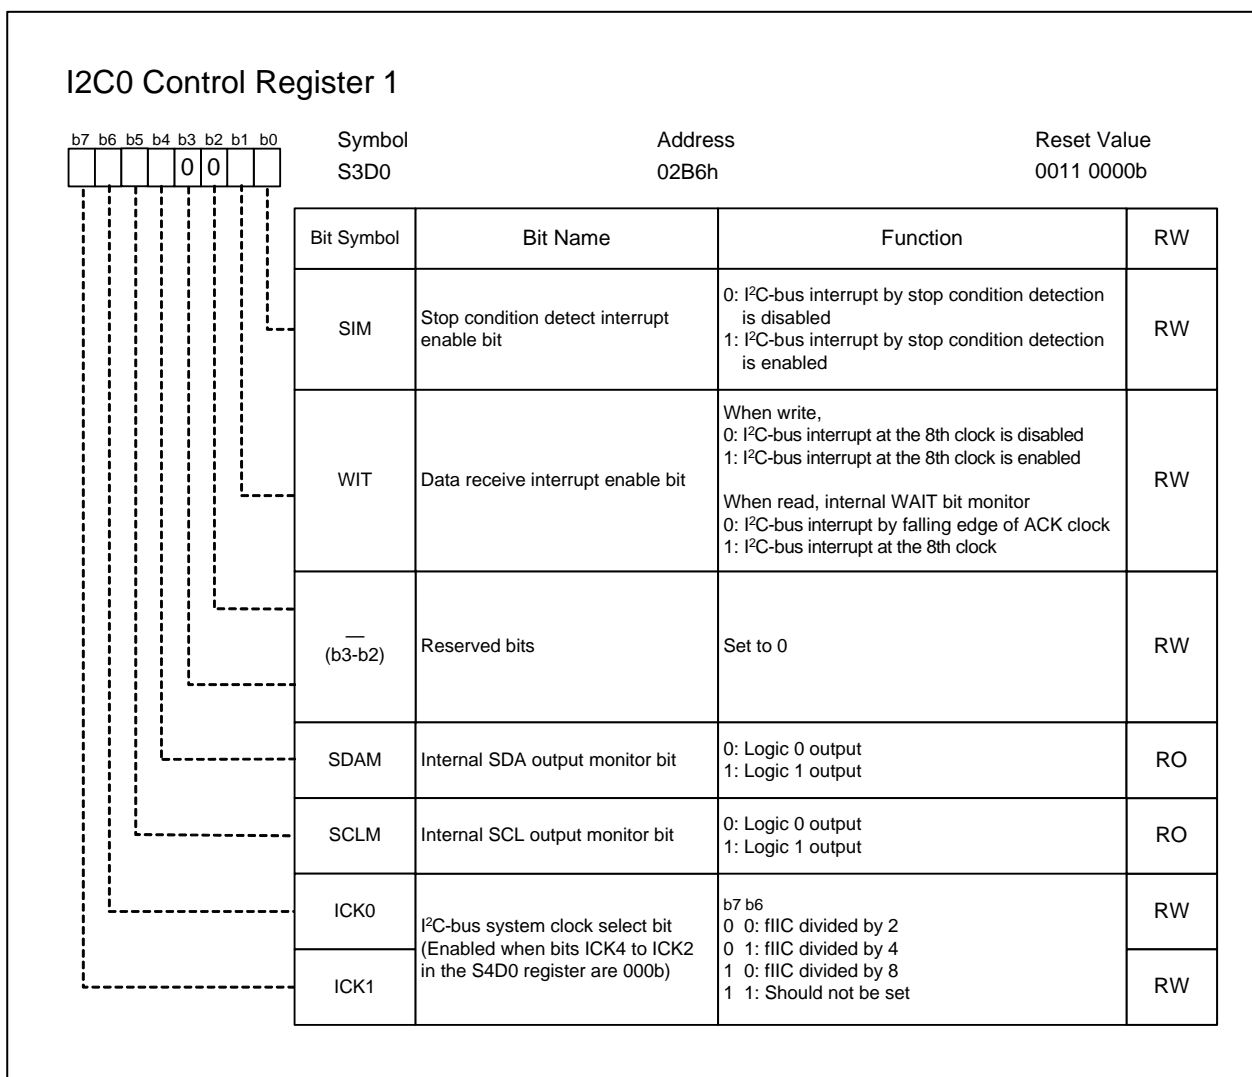 I2C0 Control Register 1
b7 b6 b5 b4 b3 b2 b1 b0
0 0
Symbol Address Reset Value
S3D0 02B6h 0011 0000b
Bit Symbol Bit Name Function RW
SIM
Stop condition detect interrupt
enable bit
0: I²C-bus interrupt by stop condition detection
is disabled
1: I²C-bus interrupt by stop condition detection
is enabled
RW
WIT
Data receive interrupt enable bit
When write,
0: I²C-bus interrupt at the 8th clock is disabled
1: I²C-bus interrupt at the 8th clock is enabled
When read, internal WAIT bit monitor
0: I²C-bus interrupt by falling edge of ACK clock
1: I²C-bus interrupt at the 8th clock
RW
—
(b3-b2)
Reserved bits
Set to 0
RW
SDAM
Internal SDA output monitor bit
0: Logic 0 output
1: Logic 1 output
RO
SCLM
Internal SCL output monitor bit
0: Logic 0 output
1: Logic 1 output
RO
ICK0
I²C-bus system clock select bit
(Enabled when bits ICK4 to ICK2
in the S4D0 register are 000b)
b7 b6
0 0: fIIC divided by 2
0 1: fIIC divided by 4
1 0: fIIC divided by 8
1 1: Should not be set
RW
ICK1
RW